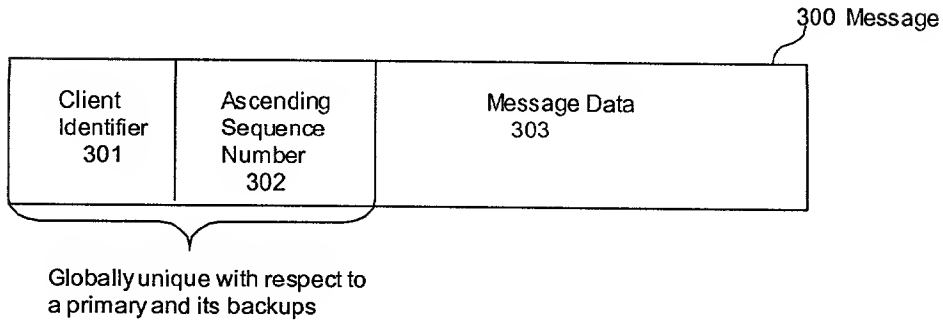 300 Message
Client
Identifier
301
Ascending
Sequence
Number
302
Message Data
303
Globally unique with respect to
a primary and its backups